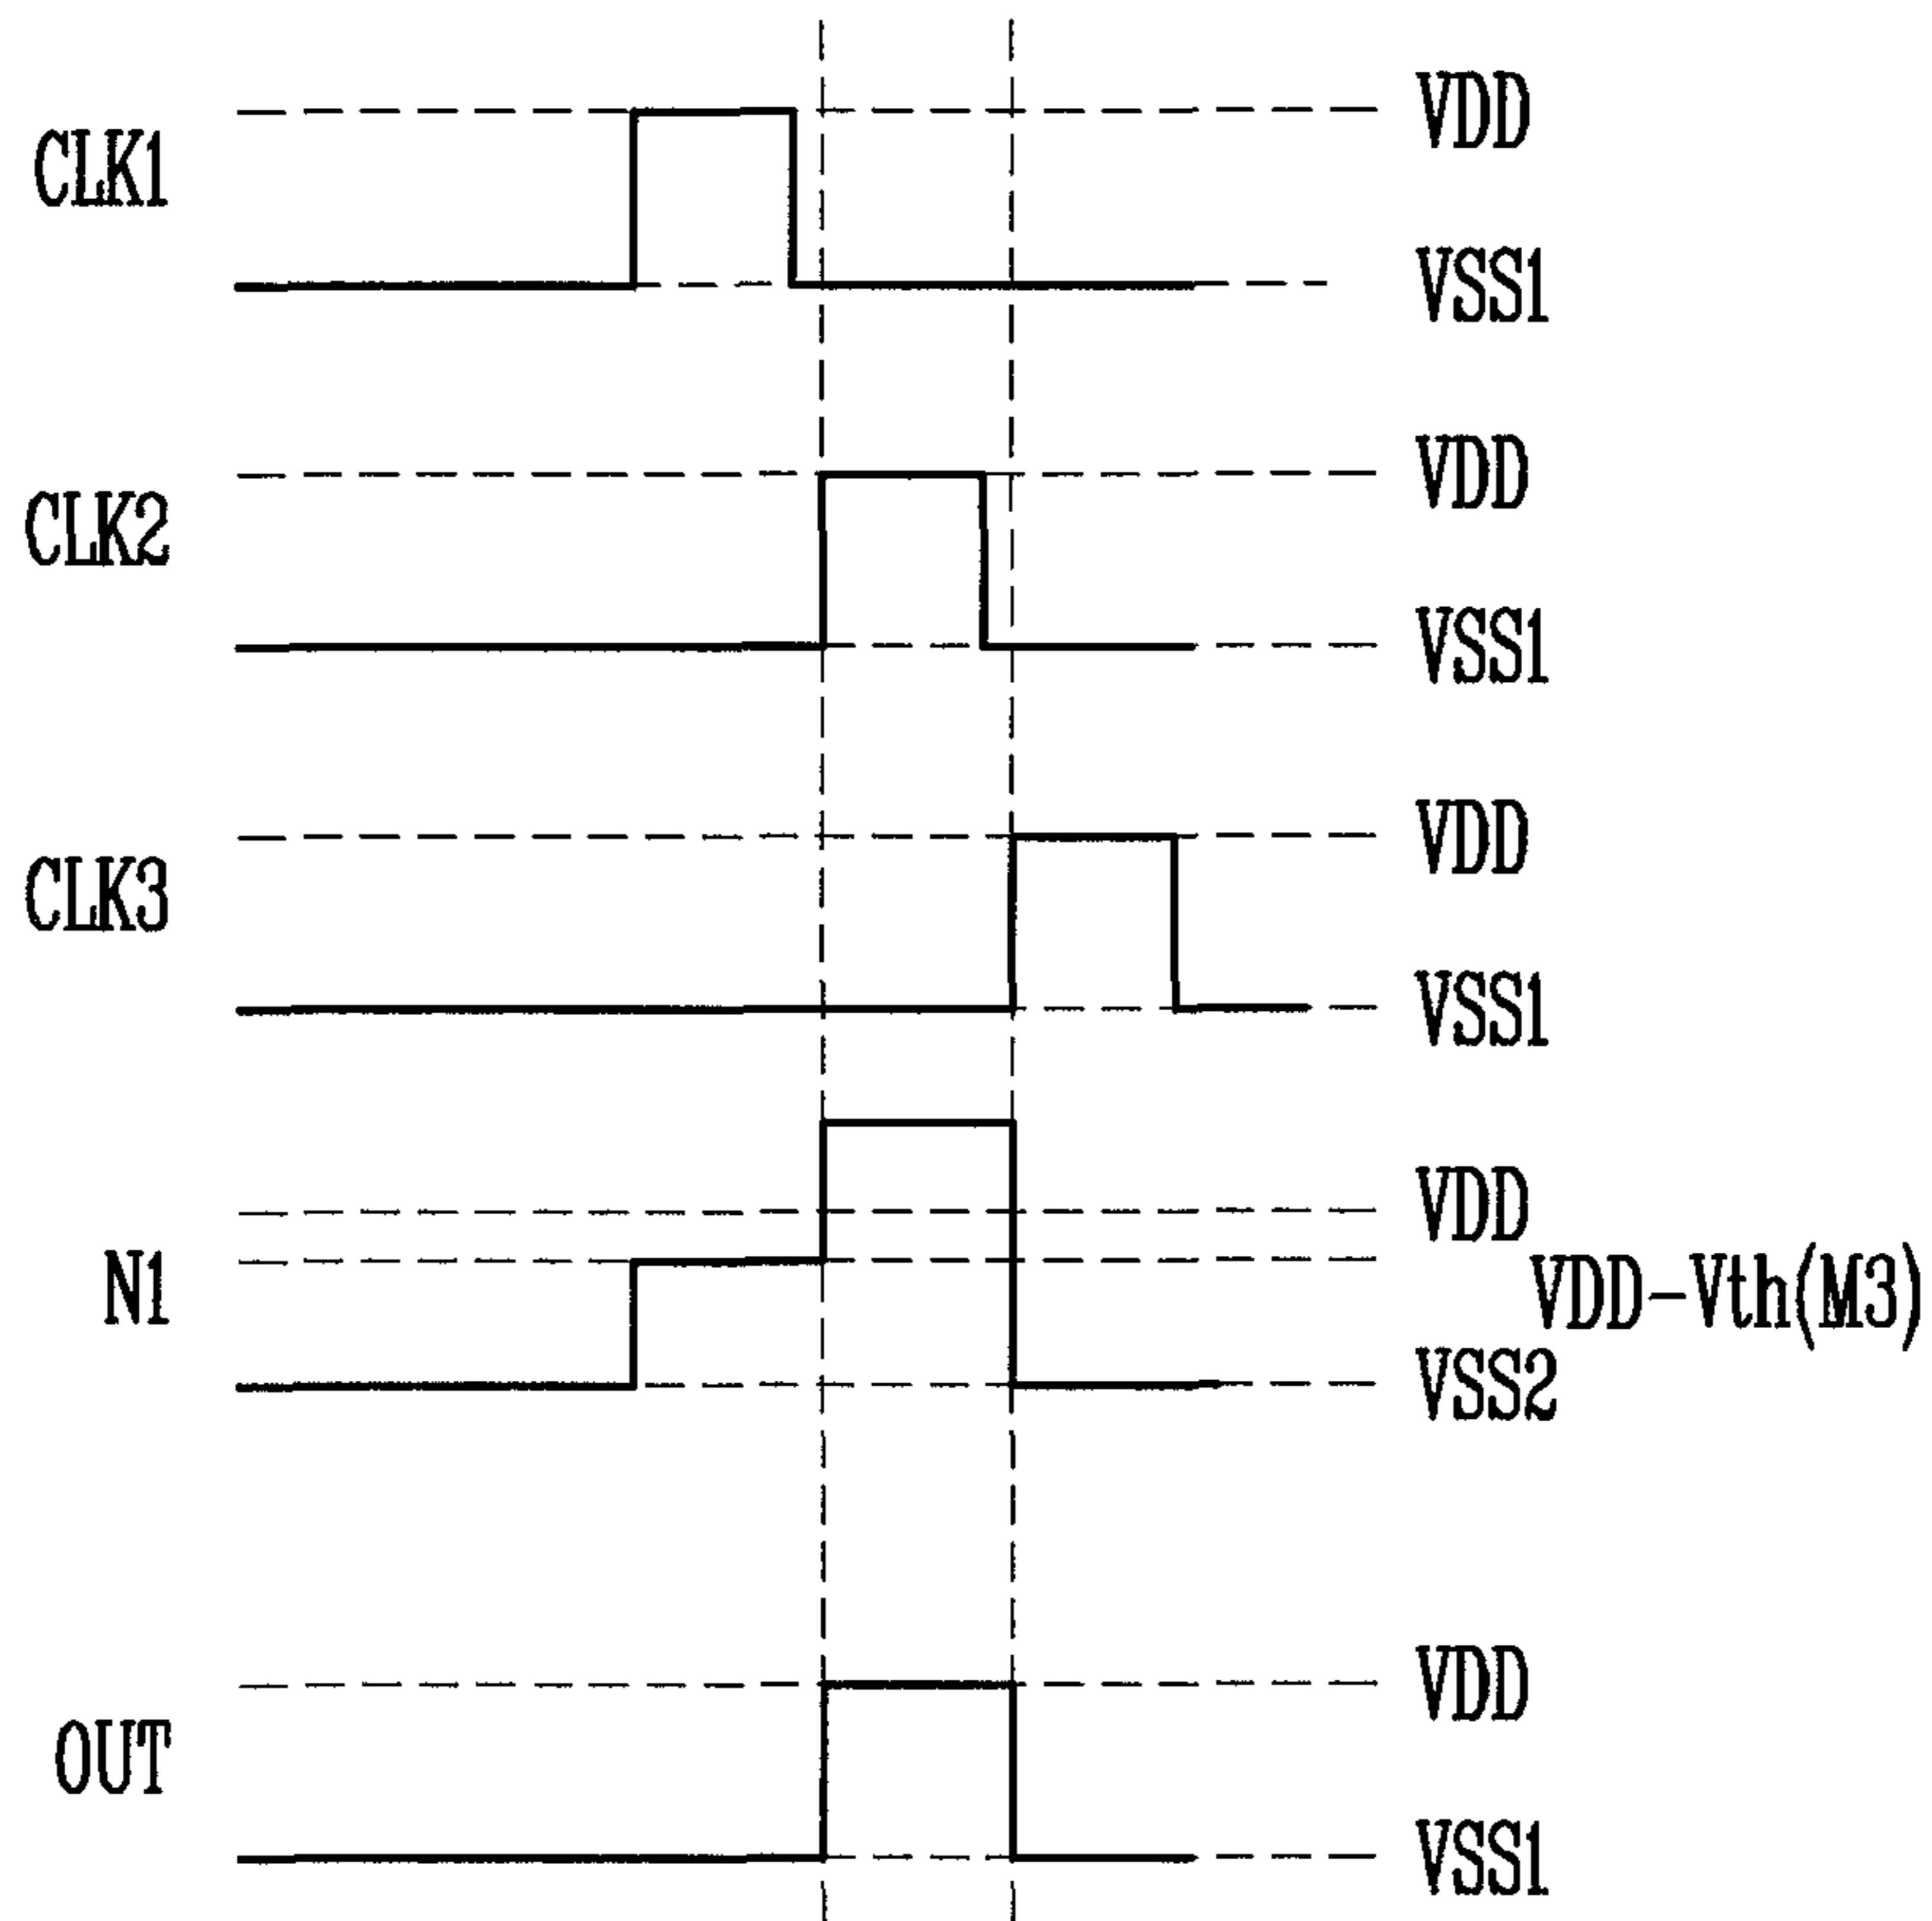 VDD
CLK1
VSS1
VDD
CLK2
VSS1
VDD
CLK3
VSS1
VDD
N1
VDD-Vth(M3)
VSS2
VDD
OUT
VSS1